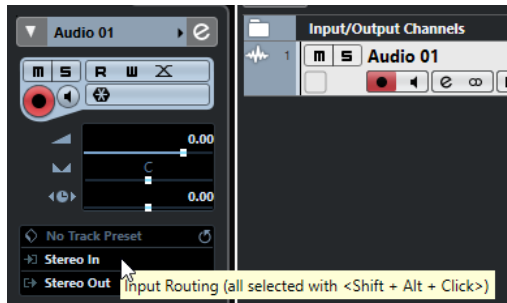 Audio 01
e
m S R W
0.00
C
0.00
No Track Preset
Stereo In
Stereo Out
Input/Output Channels
1 m S Audio 01
e
Input Routing (all selected with <Shift + Alt + Click>)